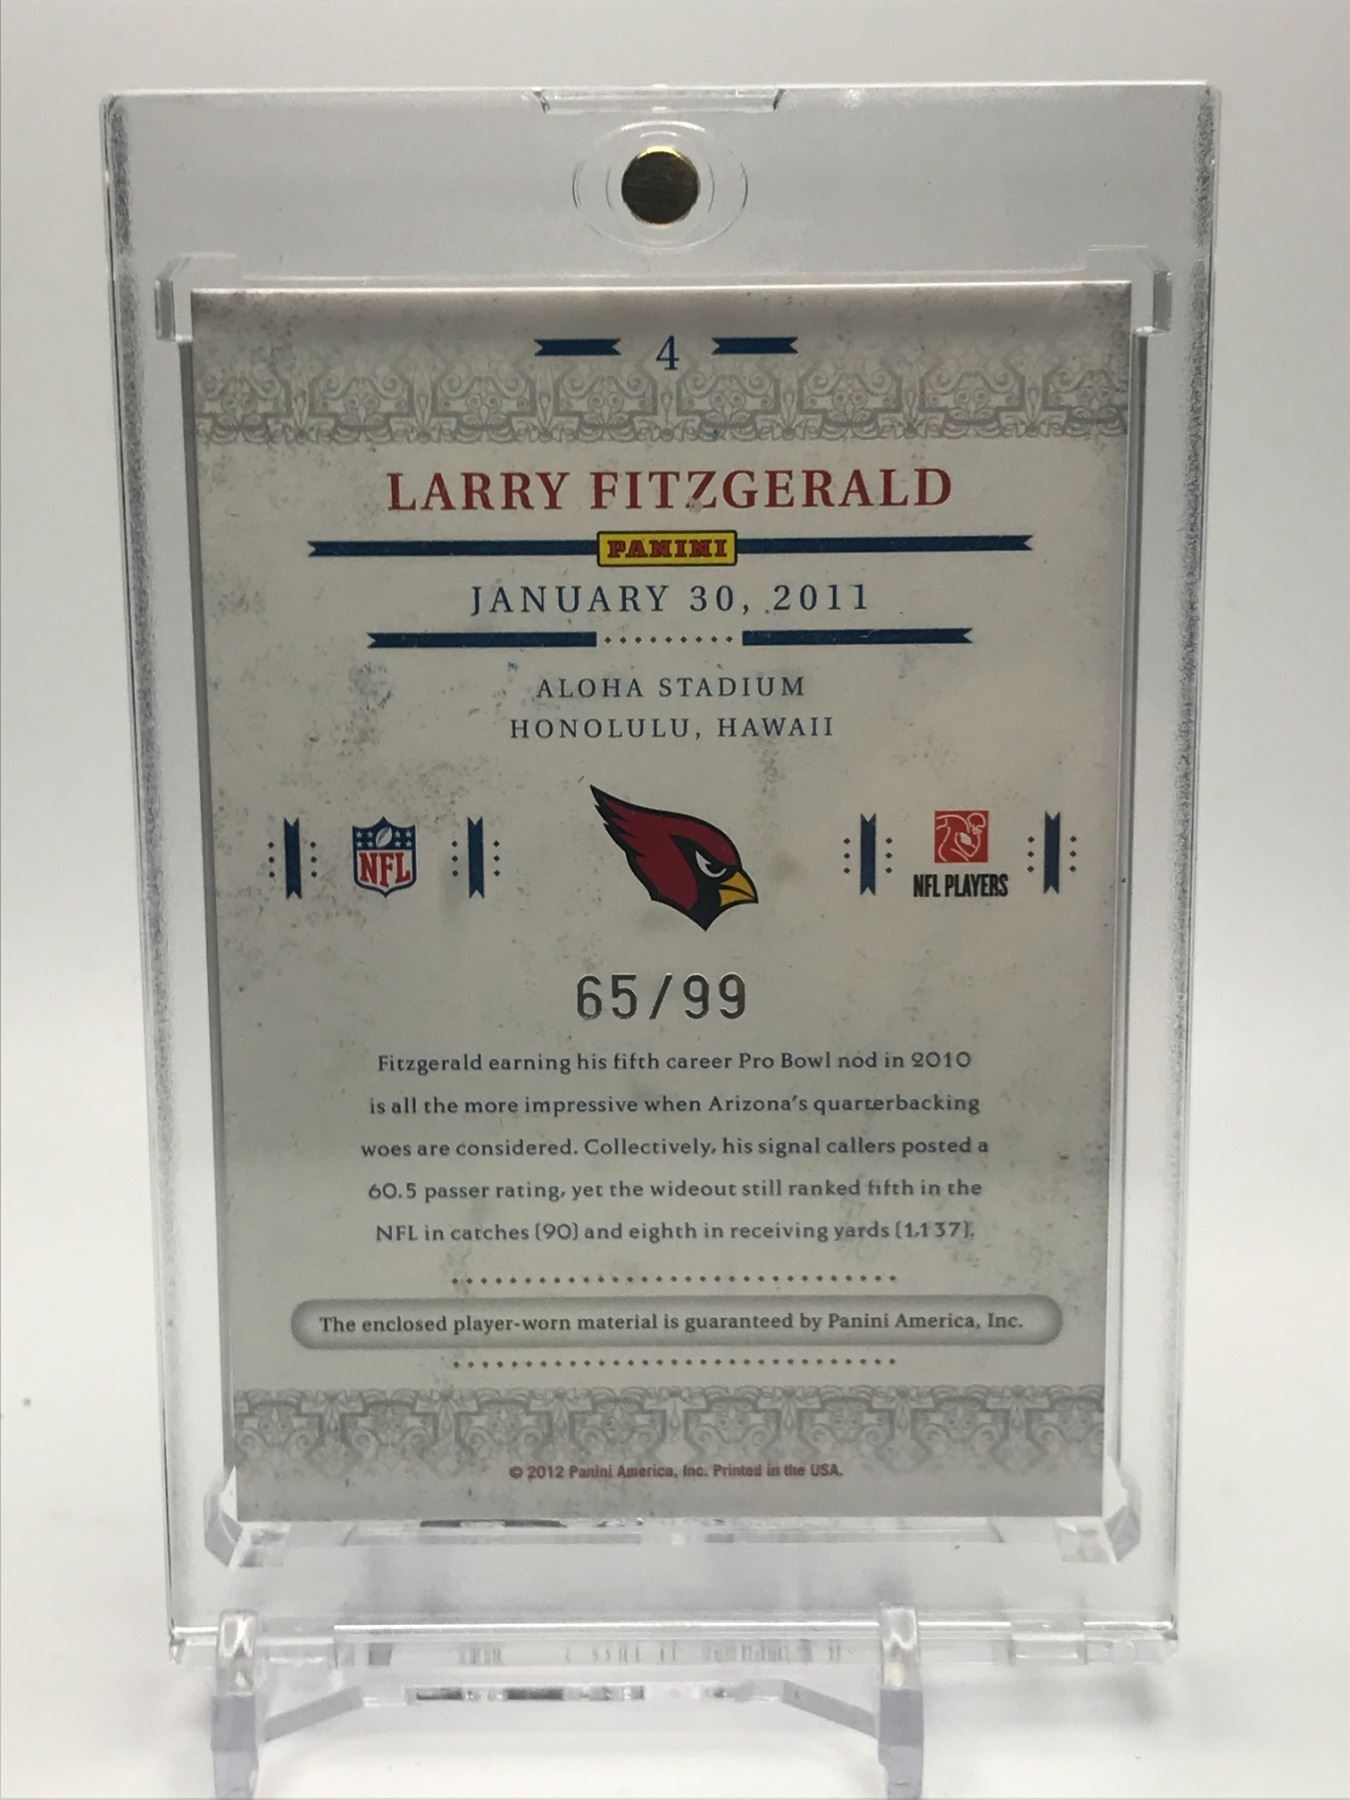 4
LARRY FITZGERALD
PANINI
JANUARY 30, 2011
ALOHA STADIUM
HONOLULU, HAWAII
NFL
NFL PLAYERS
65/99
Fitzgerald earning his fifth career Pro Bowl nod in 2010
is all the more impressive when Arizona's quarterbacking
woes are considered. Collectively, his signal callers posted a
60.5 passer rating, yet the wideout still ranked fifth in the
NFL in catches (90) and eighth in receiving yards (1,137).
The enclosed player-worn material is guaranteed by Panini America, Inc.
© 2012 Panini America, Inc. Printed in the USA.